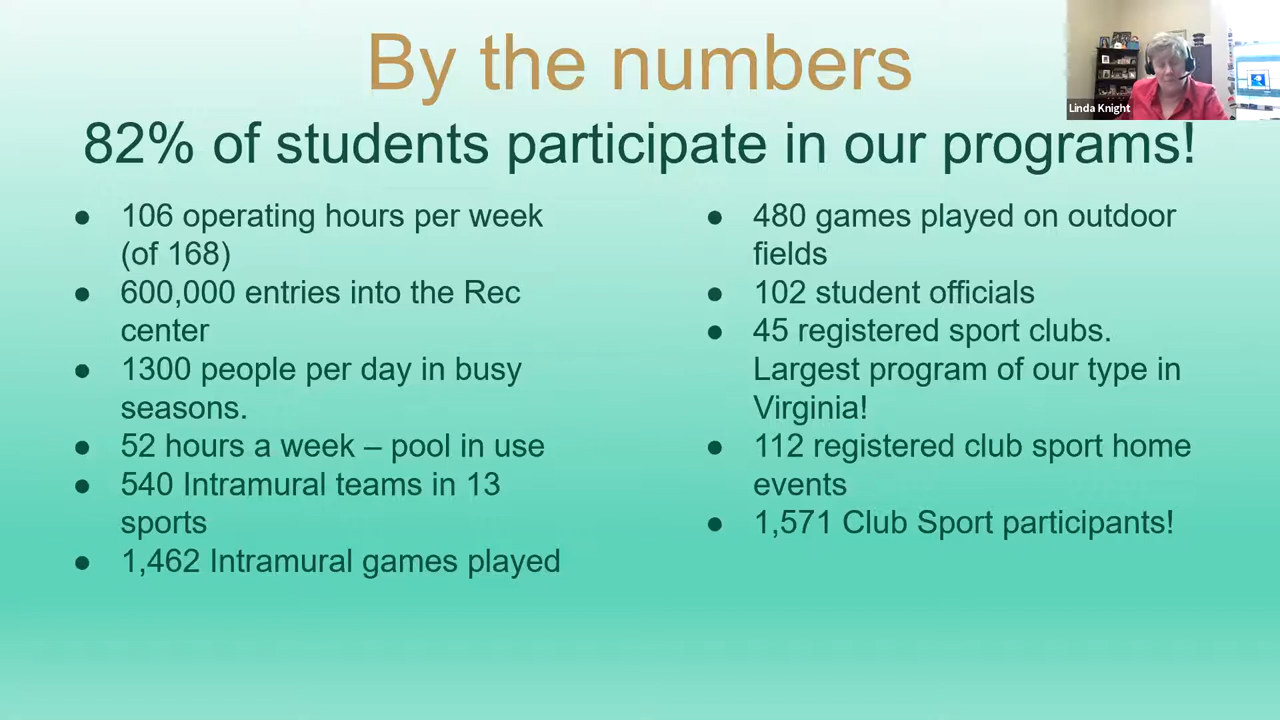 By the numbers
Linda Knight
82% of students participate in our programs!
● 106 operating hours per week
(of 168)
● 600,000 entries into the Rec
center
● 1300 people per day in busy
seasons.
● 52 hours a week – pool in use
● 540 Intramural teams in 13
sports
● 1,462 Intramural games played
● 480 games played on outdoor
fields
● 102 student officials
● 45 registered sport clubs.
Largest program of our type in
Virginia!
● 112 registered club sport home
events
● 1,571 Club Sport participants!